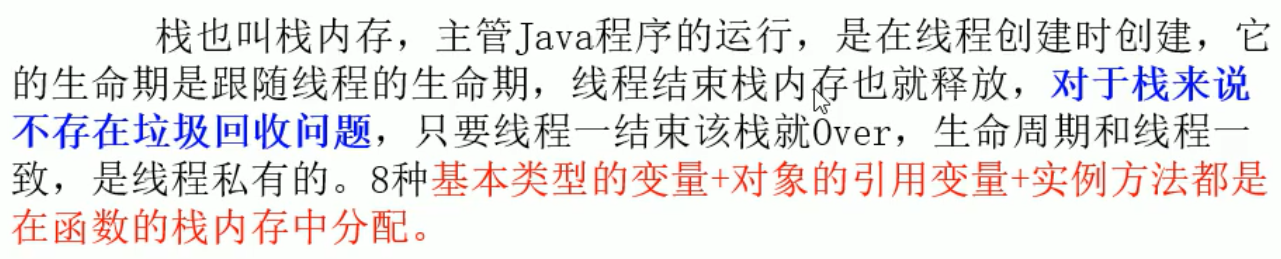 栈也叫栈内存，主管Java程序的运行，是在线程创建时创建，它
的生命期是跟随线程的生命期，线程结束栈内存也就释放，对于栈来说
不存在垃圾回收问题，只要线程一结束该栈就Over，生命周期和线程一
致，是线程私有的。8种基本类型的变量+对象的引用变量+实例方法都是
在函数的栈内存中分配。